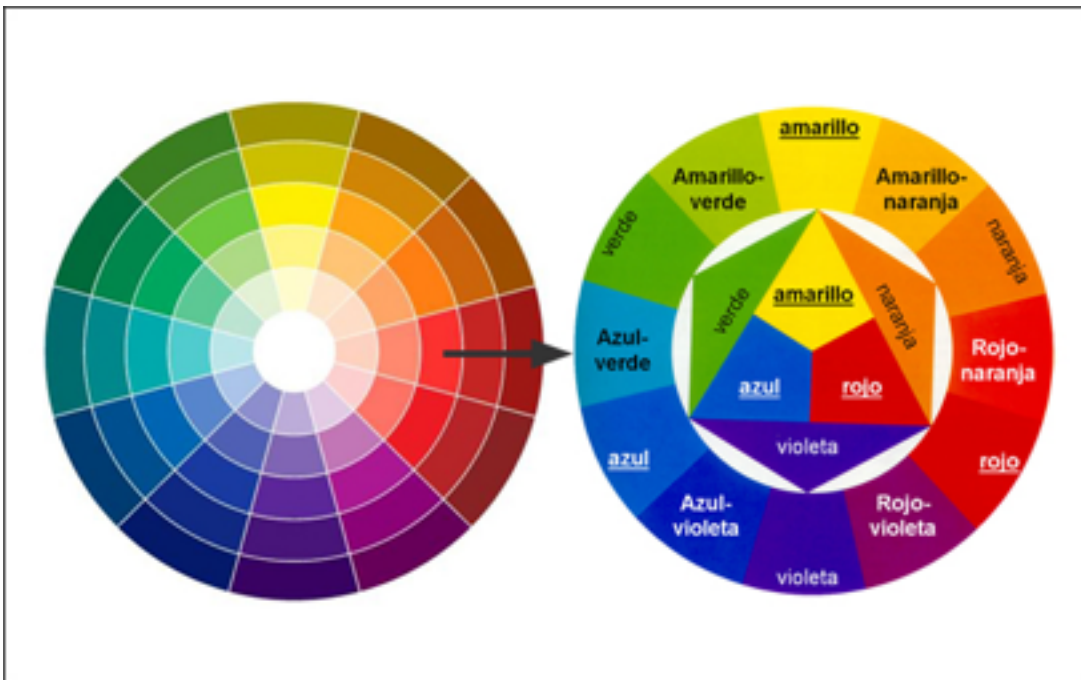 amarillo
Amarillo-
naranja
naranja
Rojo-
naranja
rojo
Rojo-
violeta
violeta
Azul-
violeta
azul
Azul-
verde
verde
Amarillo-
verde
amarillo
naranja
rojo
violeta
azul
verde